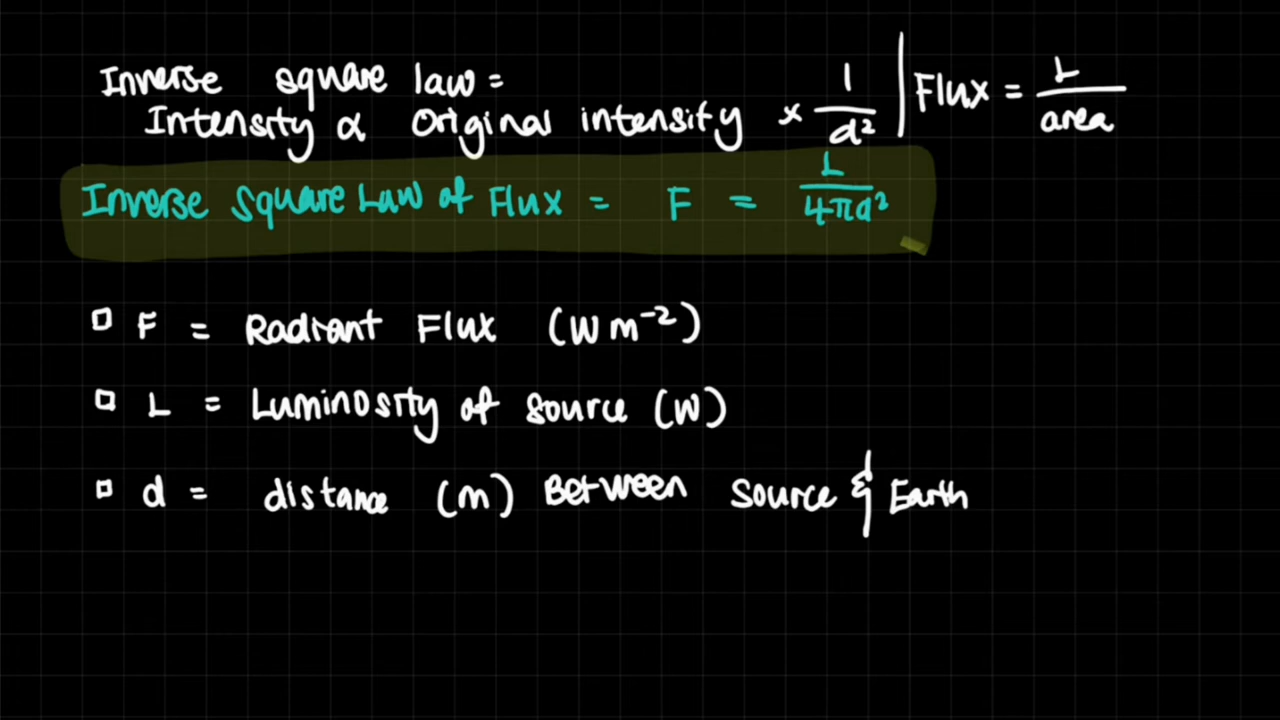 Inverse square law =
Intensity ∝ Original intensity × 1/d² | Flux = L/area
Inverse Square Law of Flux = F = L/4πd²
□ F = Radiant Flux (W m⁻²)
□ L = Luminosity of source (W)
□ d = distance (m) Between Source & Earth